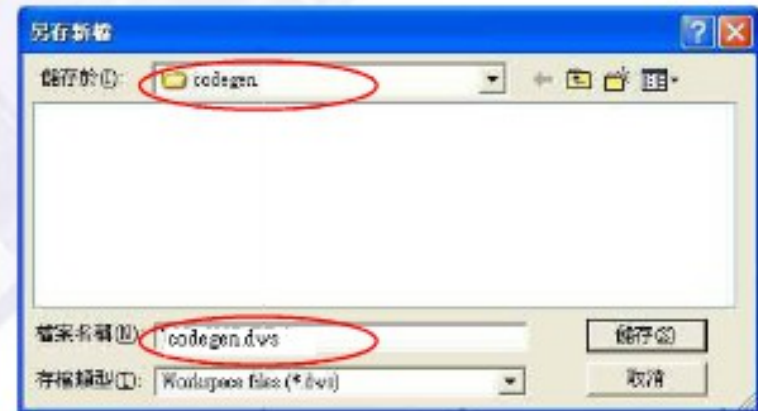 另存新檔
儲存於(I): codegen
檔案名稱(N): codegen.dws
儲存(S)
存檔類型(T): Workspace files (*.dws)
取消